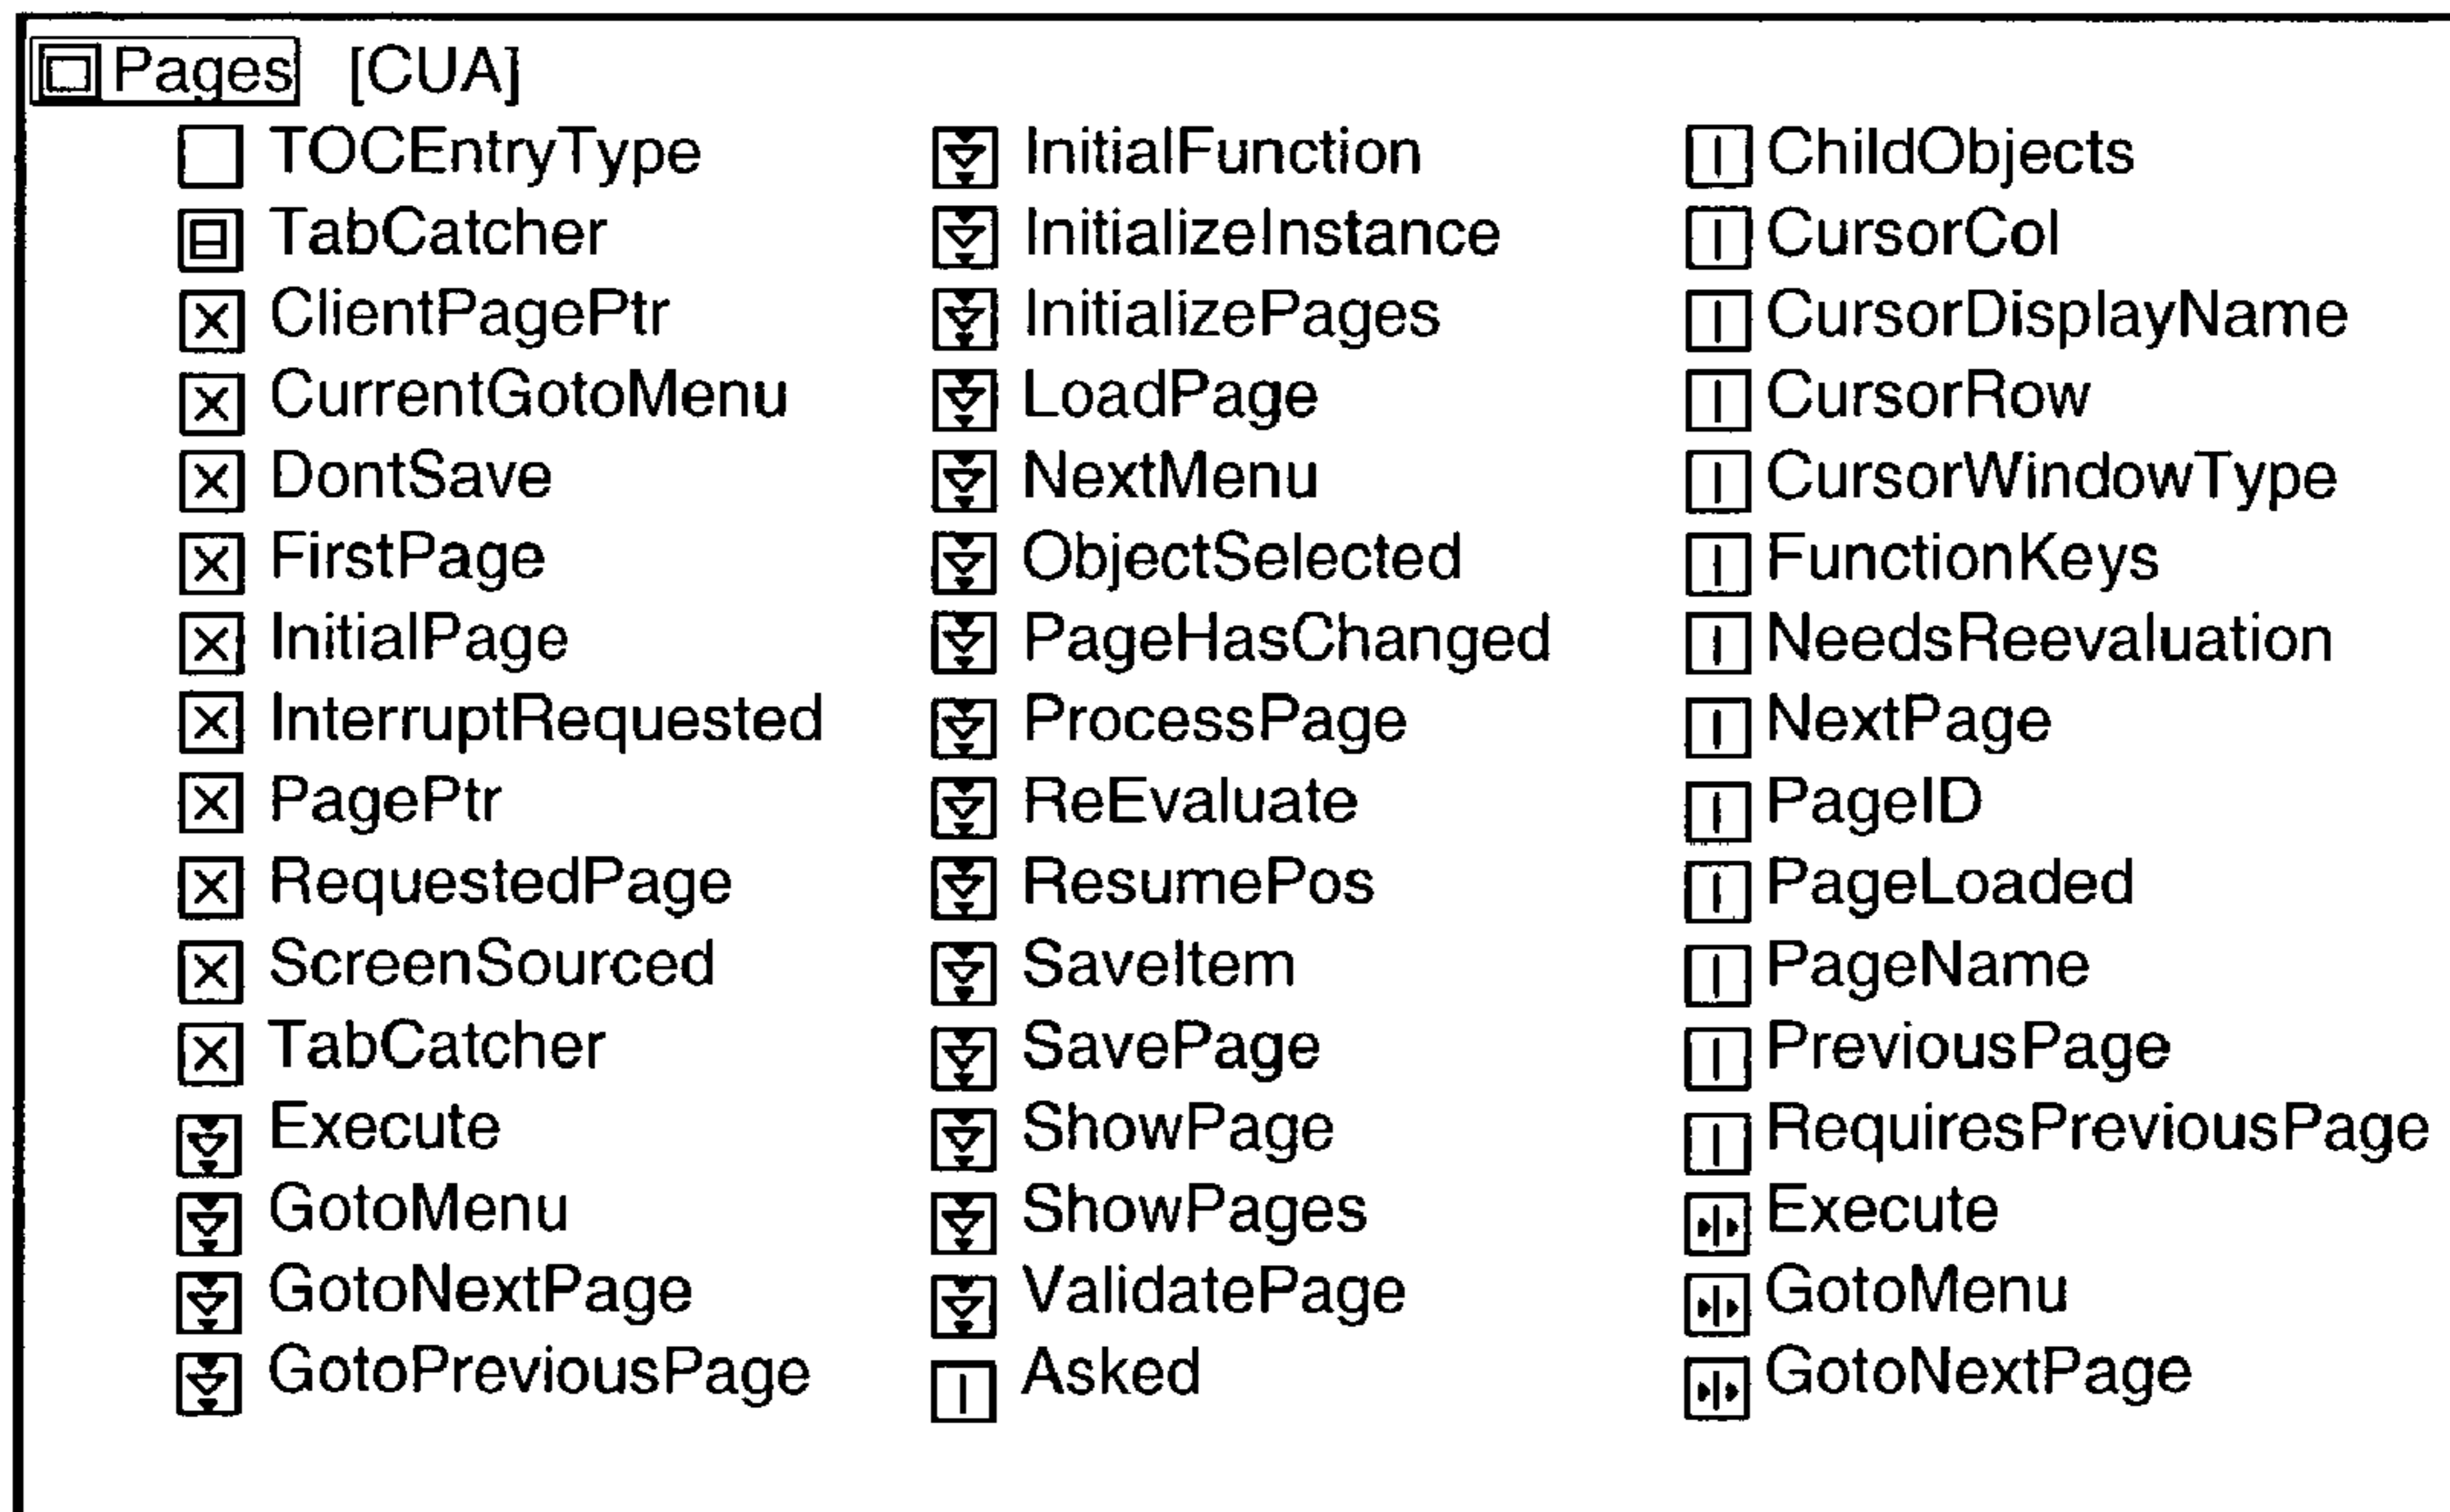 Pages [CUA]
TOCEntryType
TabCatcher
ClientPagePtr
CurrentGotoMenu
DontSave
FirstPage
InitialPage
InterruptRequested
PagePtr
RequestedPage
ScreenSourced
TabCatcher
Execute
GotoMenu
GotoNextPage
GotoPreviousPage
InitialFunction
InitializeInstance
InitializePages
LoadPage
NextMenu
ObjectSelected
PageHasChanged
ProcessPage
ReEvaluate
ResumePos
SaveItem
SavePage
ShowPage
ShowPages
ValidatePage
Asked
ChildObjects
CursorCol
CursorDisplayName
CursorRow
CursorWindowType
FunctionKeys
NeedsReevaluation
NextPage
PageID
PageLoaded
PageName
PreviousPage
RequiresPreviousPage
Execute
GotoMenu
GotoNextPage